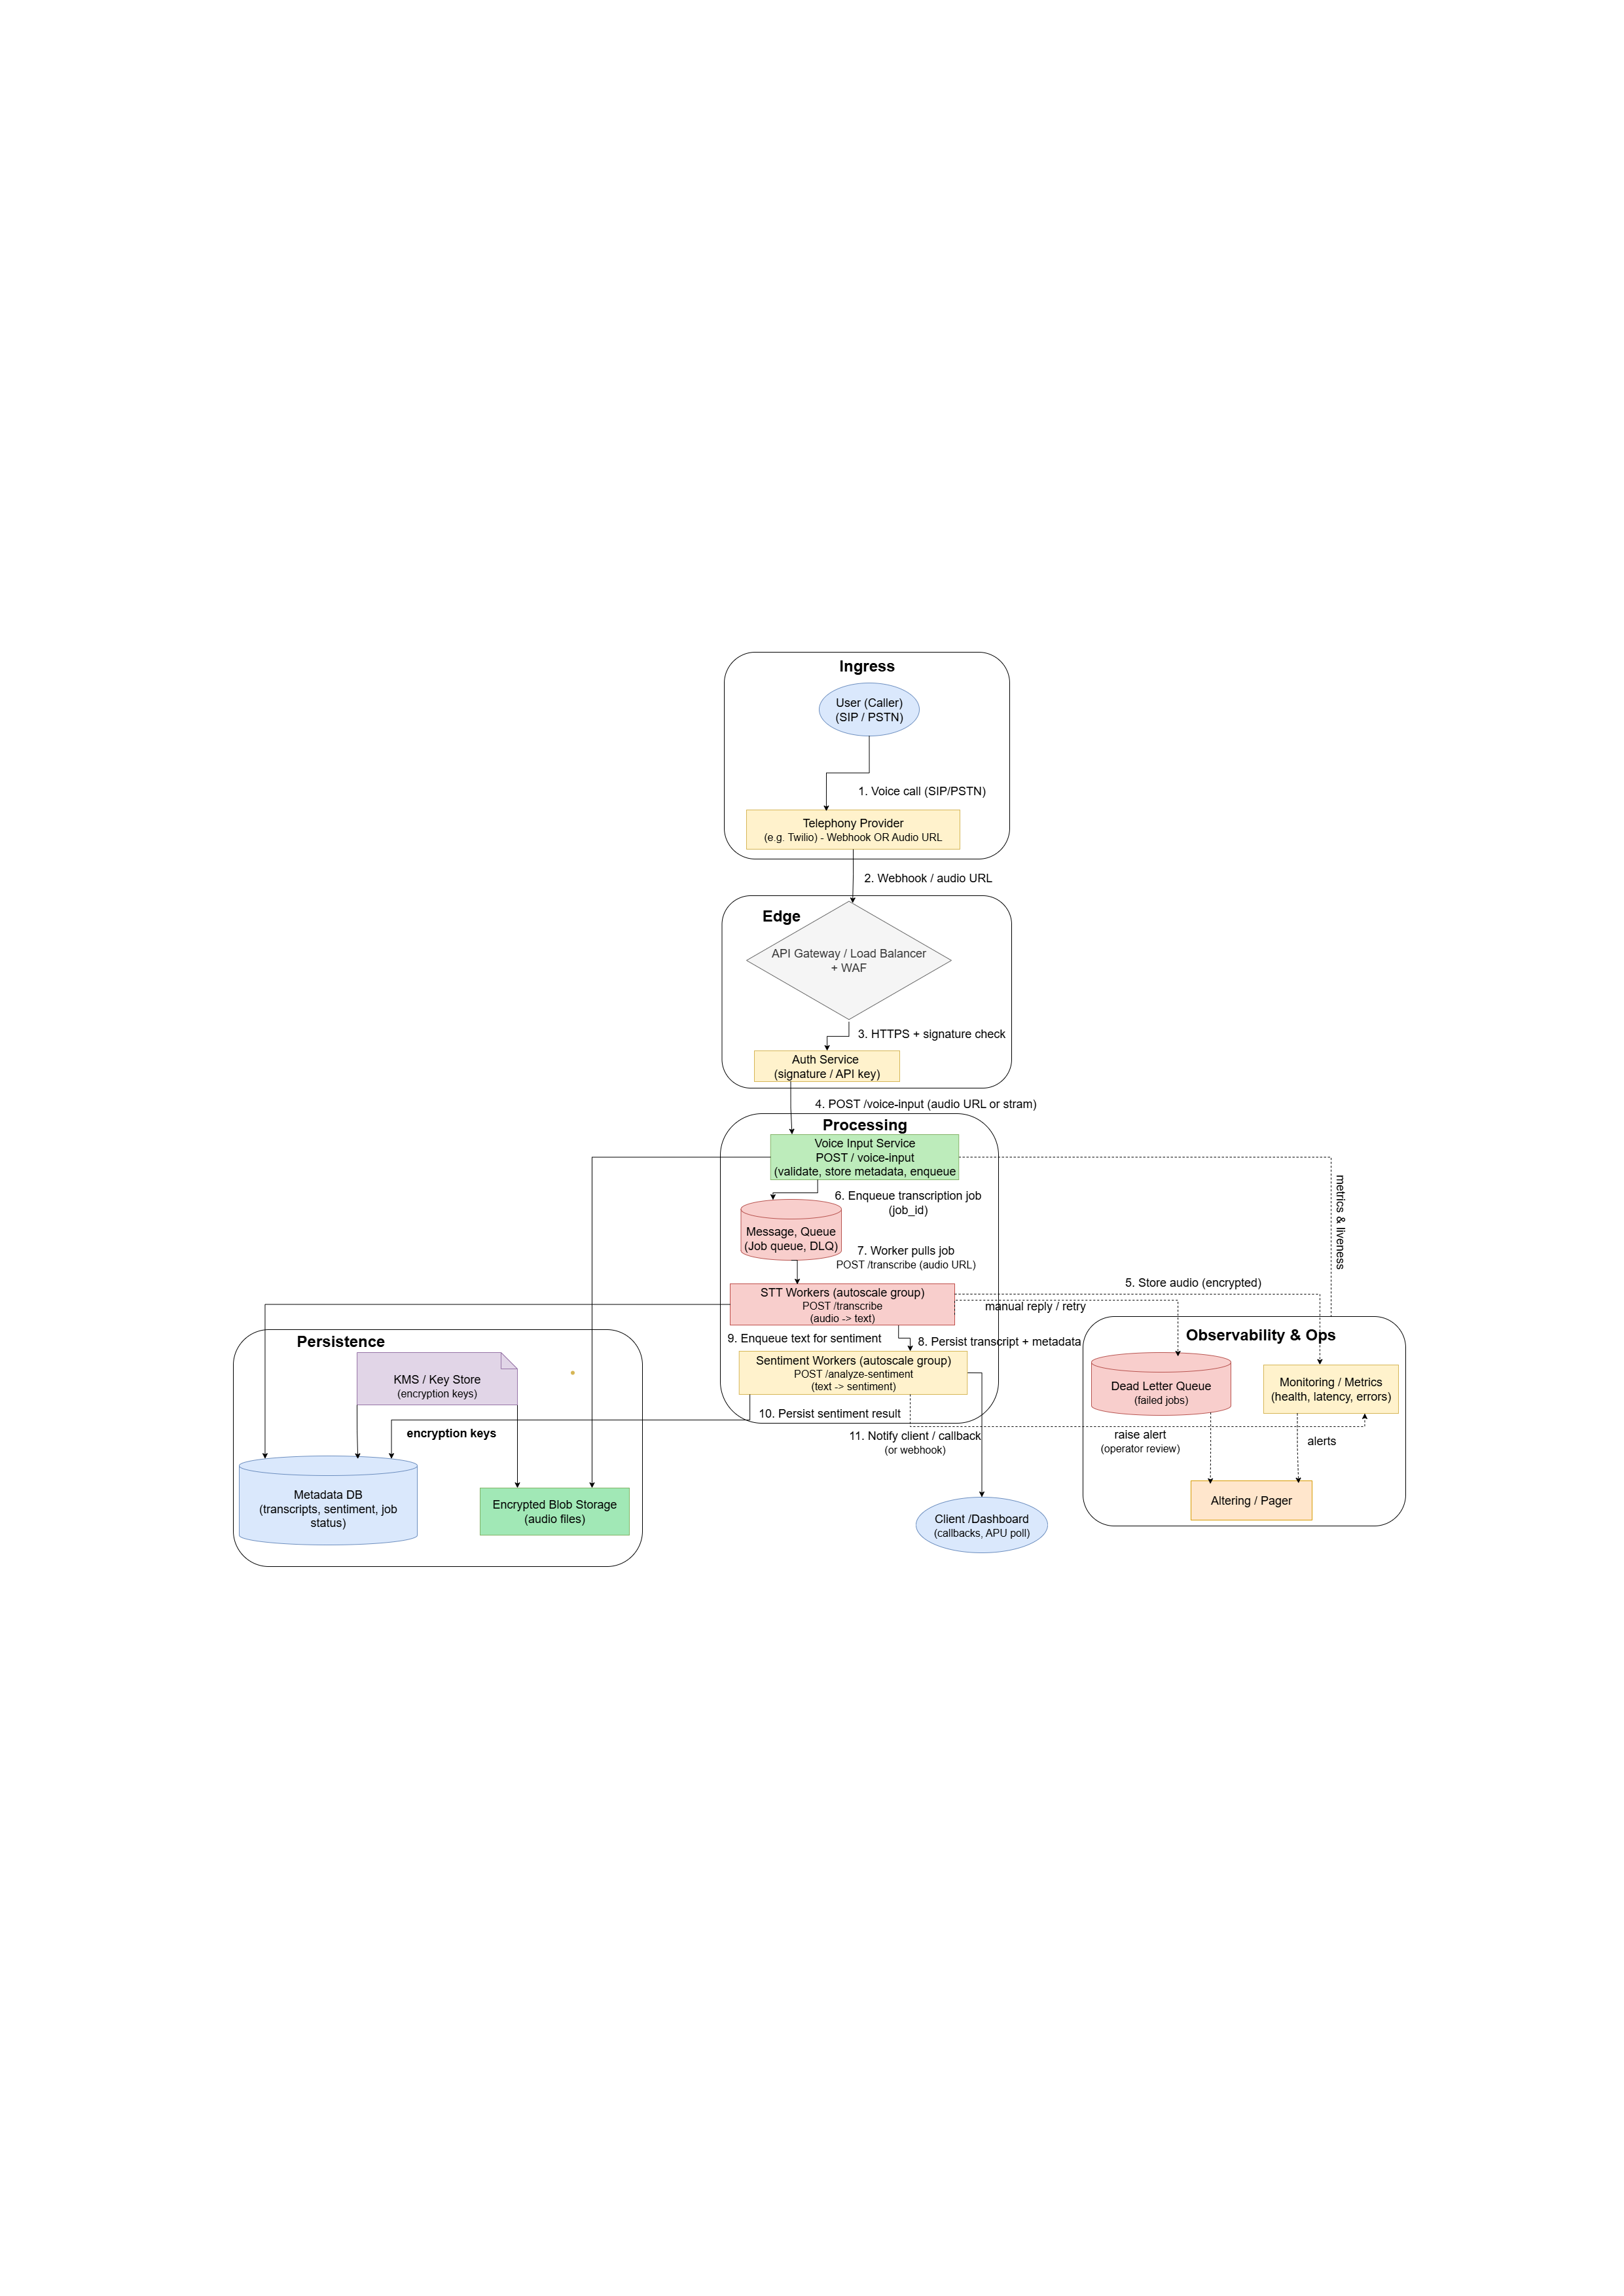 Ingress
User (Caller)
(SIP / PSTN)
1. Voice call (SIP/PSTN)
Telephony Provider
(e.g. Twilio) - Webhook OR Audio URL
2. Webhook / audio URL
Edge
API Gateway / Load Balancer
+ WAF
3. HTTPS + signature check
Auth Service
(signature / API key)
4. POST /voice-input (audio URL or stram)
Processing
Voice Input Service
POST / voice-input
(validate, store metadata, enqueue
6. Enqueue transcription job
(job_id)
Message, Queue
(Job queue, DLQ)
7. Worker pulls job
POST /transcribe (audio URL)
STT Workers (autoscale group)
POST /transcribe
(audio -> text)
9. Enqueue text for sentiment
8. Persist transcript + metadata
Sentiment Workers (autoscale group)
POST /analyze-sentiment
(text -> sentiment)
10. Persist sentiment result
11. Notify client / callback
(or webhook)
Client /Dashboard
(callbacks, APU poll)
Persistence
KMS / Key Store
(encryption keys)
encryption keys
Metadata DB
(transcripts, sentiment, job
status)
Encrypted Blob Storage
(audio files)
metrics & liveness
5. Store audio (encrypted)
manual reply / retry
Observability & Ops
Dead Letter Queue
(failed jobs)
Monitoring / Metrics
(health, latency, errors)
raise alert
(operator review)
alerts
Altering / Pager